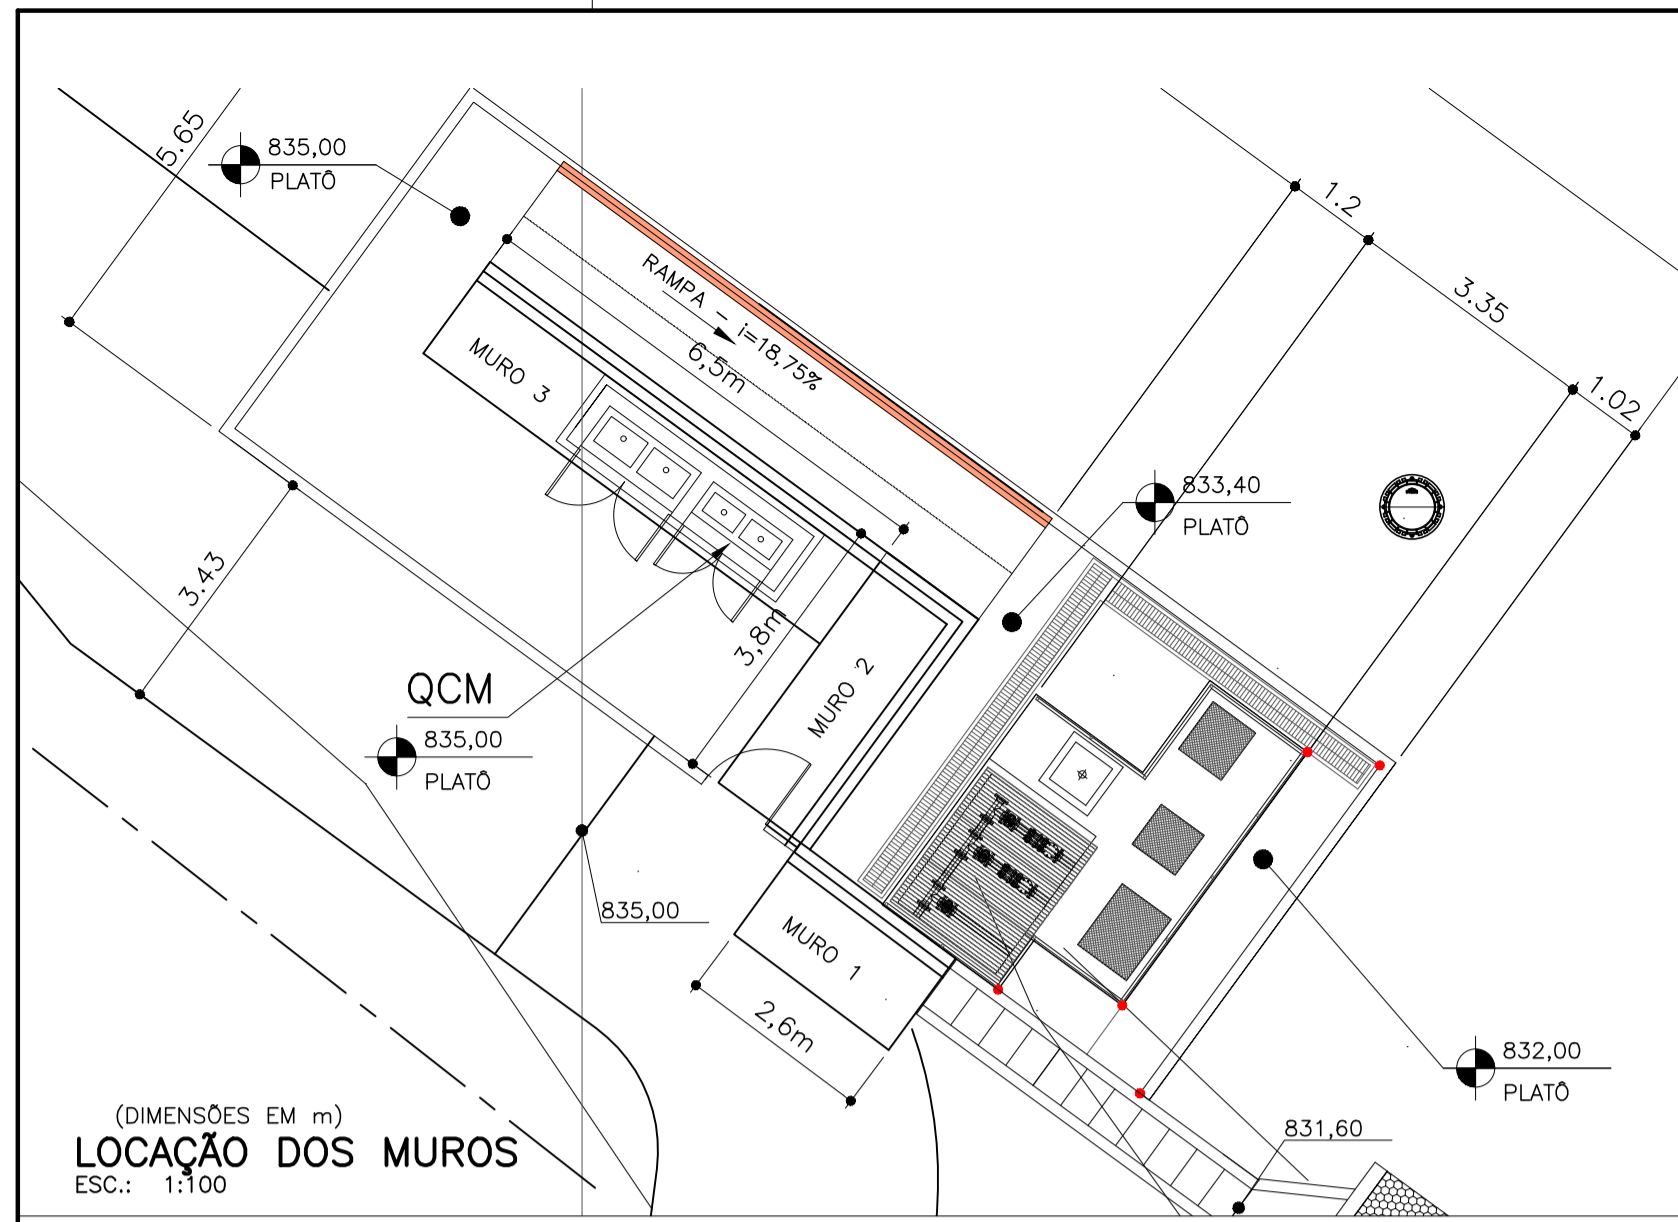 5.65
835,00
PLATÔ
1.2
3.35
1.02
RAMPA - i=18,75%
6,5m
MURO 3
833,40
PLATÔ
3.43
3,8m
MURO 2
QCM
835,00
PLATÔ
835,00
MURO 1
2,6m
832,00
PLATÔ
831,60
(DIMENSÕES EM m)
LOCAÇÃO DOS MUROS
ESC.: 1:100